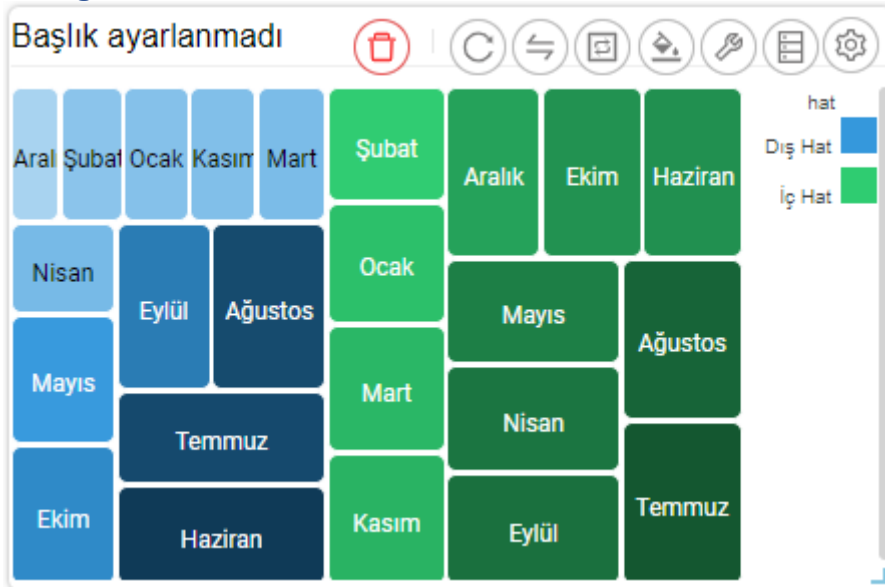 Başlık ayarlanmadı
hat
Dış Hat
İç Hat
Aral
Şubat
Ocak
Kasım
Mart
Nisan
Eylül
Ağustos
Mayıs
Temmuz
Ekim
Haziran
Şubat
Ocak
Mart
Kasım
Aralık
Ekim
Haziran
Mayıs
Ağustos
Nisan
Eylül
Temmuz